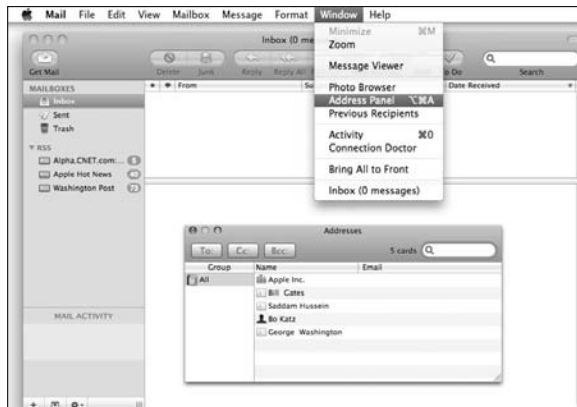 Mail File Edit View Mailbox Message Format Window Help
Inbox (0 me
Minimize ⌘M
Zoom
Message Viewer
Photo Browser
Address Panel ⌥⌘A
Previous Recipients
Activity ⌘0
Connection Doctor
Bring All to Front
Inbox (0 messages)
Get Mail Delete Junk Reply Reply All To Do Search
MAILBOXES
From Su Date Received
Inbox
Sent
Trash
RSS
Alpha.CNET.com:...
Apple Hot News
Washington Post
MAIL ACTIVITY
Addresses
To: Cc: Bcc: 5 cards
Group Name Email
All
Apple Inc.
Bill Gates
Saddam Hussein
Bo Katz
George Washington